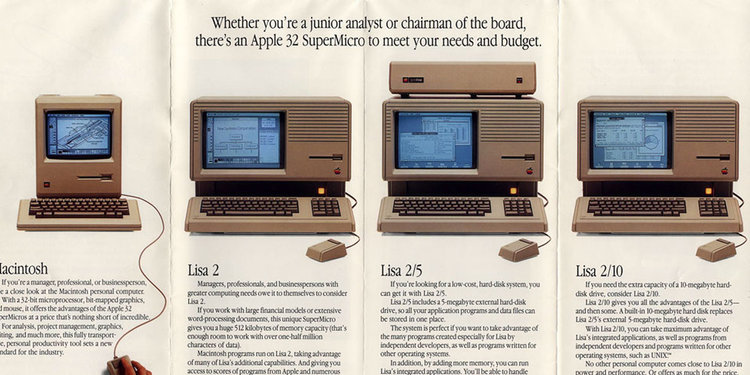 Whether you're a junior analyst or chairman of the board,
there's an Apple 32 SuperMicro to meet your needs and budget.
acintosh
If you're a manager, professional, or businessperson,
e a close look at the Macintosh personal computer.
With a 32-bit microprocessor, bit-mapped graphics,
d mouse, it offers the advantages of the Apple 32
perMicros at a price that's nothing short of incredible.
For analysis, project management, graphics,
iting, and much more, this fully transport-
e, personal productivity tool sets a new
ndard for the industry.
Lisa 2
Managers, professionals, and businesspersons with
greater computing needs owe it to themselves to consider
Lisa 2.
If you work with large financial models or extensive
word-processing documents, this unique SuperMicro
gives you a huge 512 kilobytes of memory capacity (that's
enough room to work with over one-half million
characters of data).
Macintosh programs run on Lisa 2, taking advantage
of many of Lisa's additional capabilities. And giving you
access to scores of programs from Apple and numerous
Lisa 2/5
If you're looking for a low-cost, hard-disk system, you
can get it with Lisa 2/5.
Lisa 2/5 includes a 5-megabyte external hard-disk
drive, so all your application programs and data files can
be stored in one place.
The system is perfect if you want to take advantage of
the many programs created especially for Lisa by
independent developers, as well as programs written for
other operating systems.
In addition, by adding more memory, you can run
Lisa's integrated applications. You'll be able to handle
Lisa 2/10
If you need the extra capacity of a 10-megabyte hard-
disk drive, consider Lisa 2/10.
Lisa 2/10 gives you all the advantages of the Lisa 2/5—
and then some. A built-in 10-megabyte hard disk replaces
Lisa 2/5's external 5-megabyte hard-disk drive.
With Lisa 2/10, you can take maximum advantage of
Lisa's integrated applications, as well as programs from
independent developers and programs written for other
operating systems, such as UNIX.™
No other personal computer comes close to Lisa 2/10 in
power and performance. Or offers as much for the price.